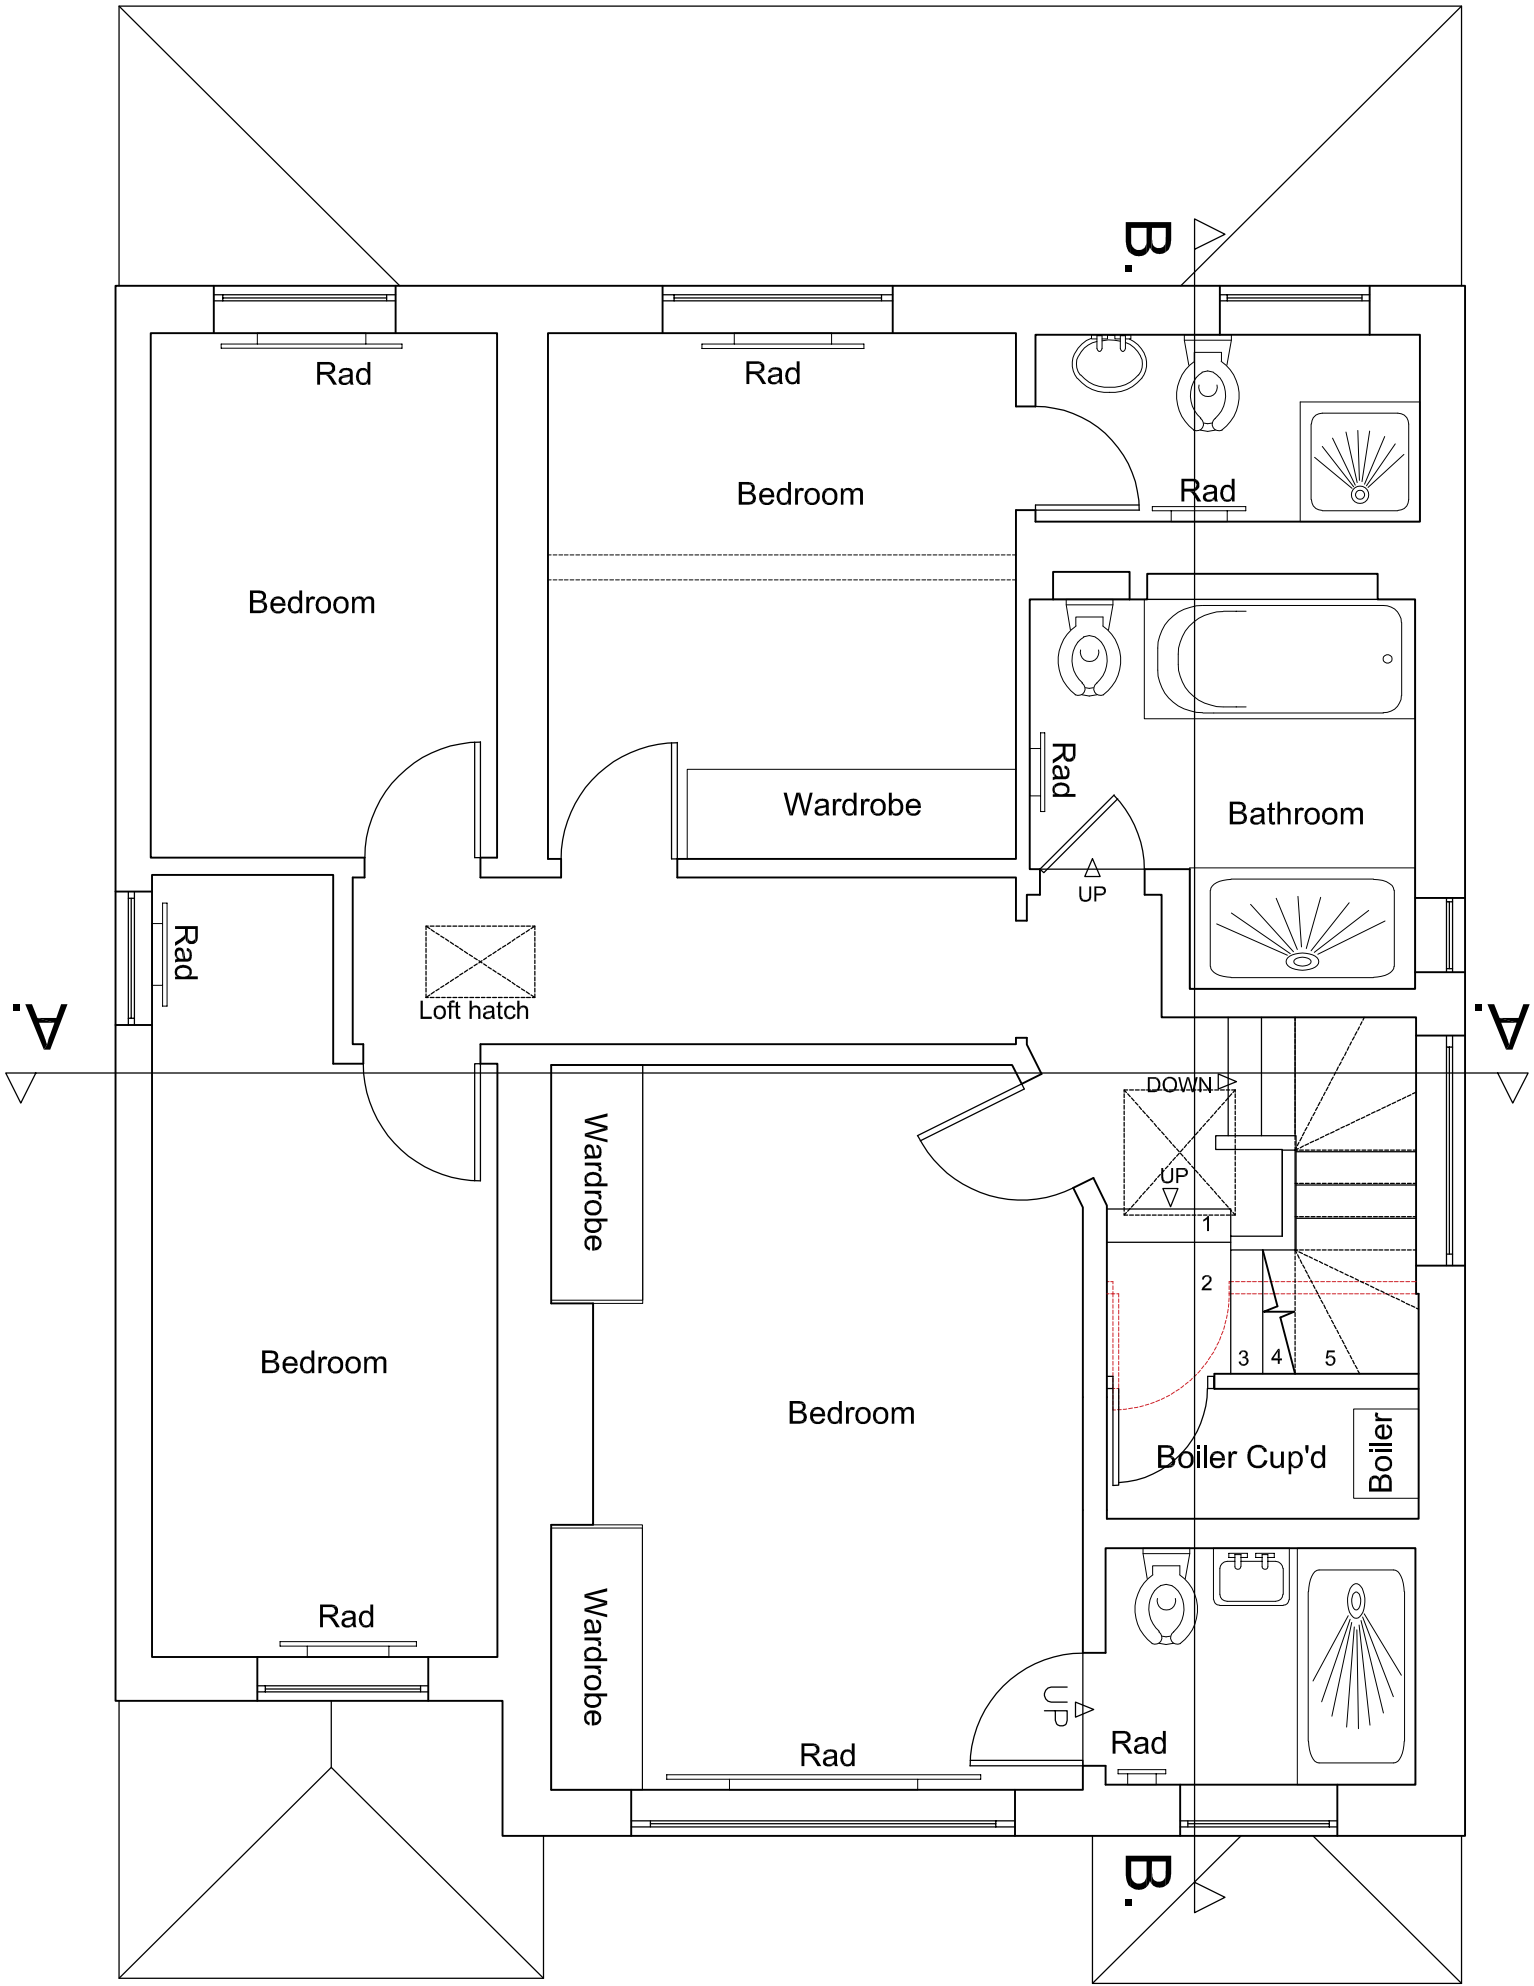 B.
Rad
Rad
Bedroom
Rad
Bedroom
Rad
Wardrobe
Bathroom
UP
Rad
Loft hatch
A.
A.
DOWN
UP
1
2
3
4
5
Wardrobe
Bedroom
Bedroom
Boiler Cup'd
Boiler
Rad
Wardrobe
UP
Rad
Rad
B.